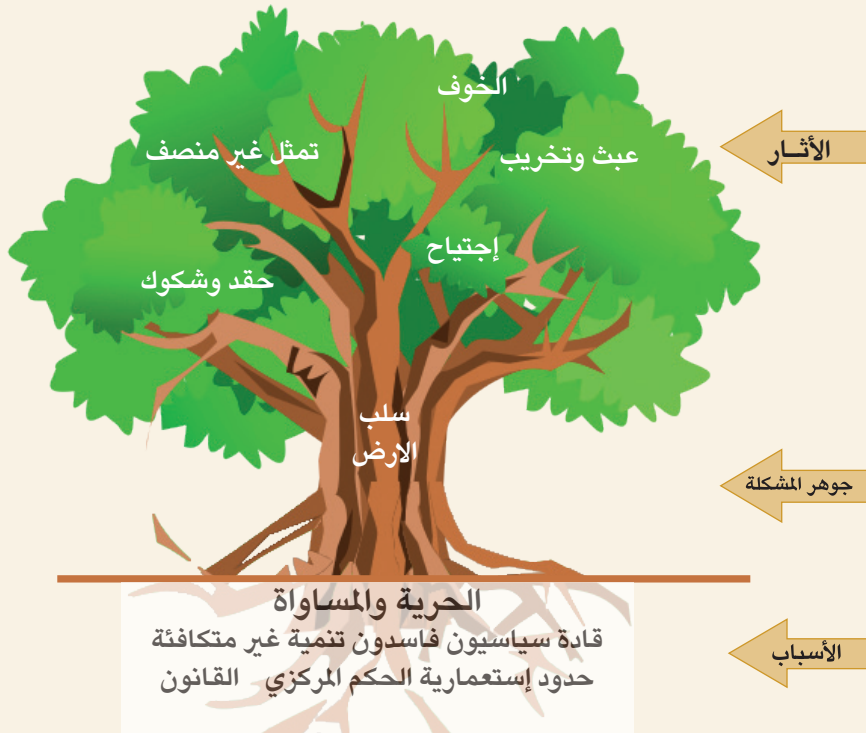 الخوف
الأثــار
تمثل غير منصف
عبث وتخريب
إجتياح
حقد وشكوك
سلب
الارض
جوهر المشكلة
الحرية والمساواة
قادة سياسيون فاسدون تنمية غير متكافئة
الأسباب
حدود إستعمارية الحكم المركزي القانون